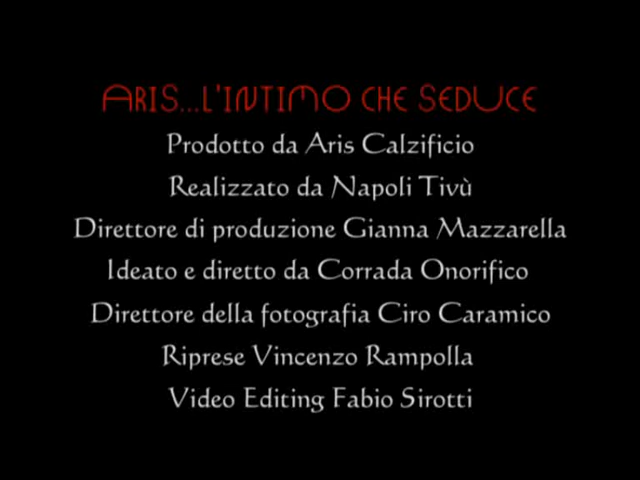 ARIS...L'INTIMO CHE SEDUCE
Prodotto da Aris Calzificio
Realizzato da Napoli Tivù
Direttore di produzione Gianna Mazzarella
Ideato e diretto da Corrada Onorifico
Direttore della fotografia Ciro Caramico
Riprese Vincenzo Rampolla
Video Editing Fabio Sirotti